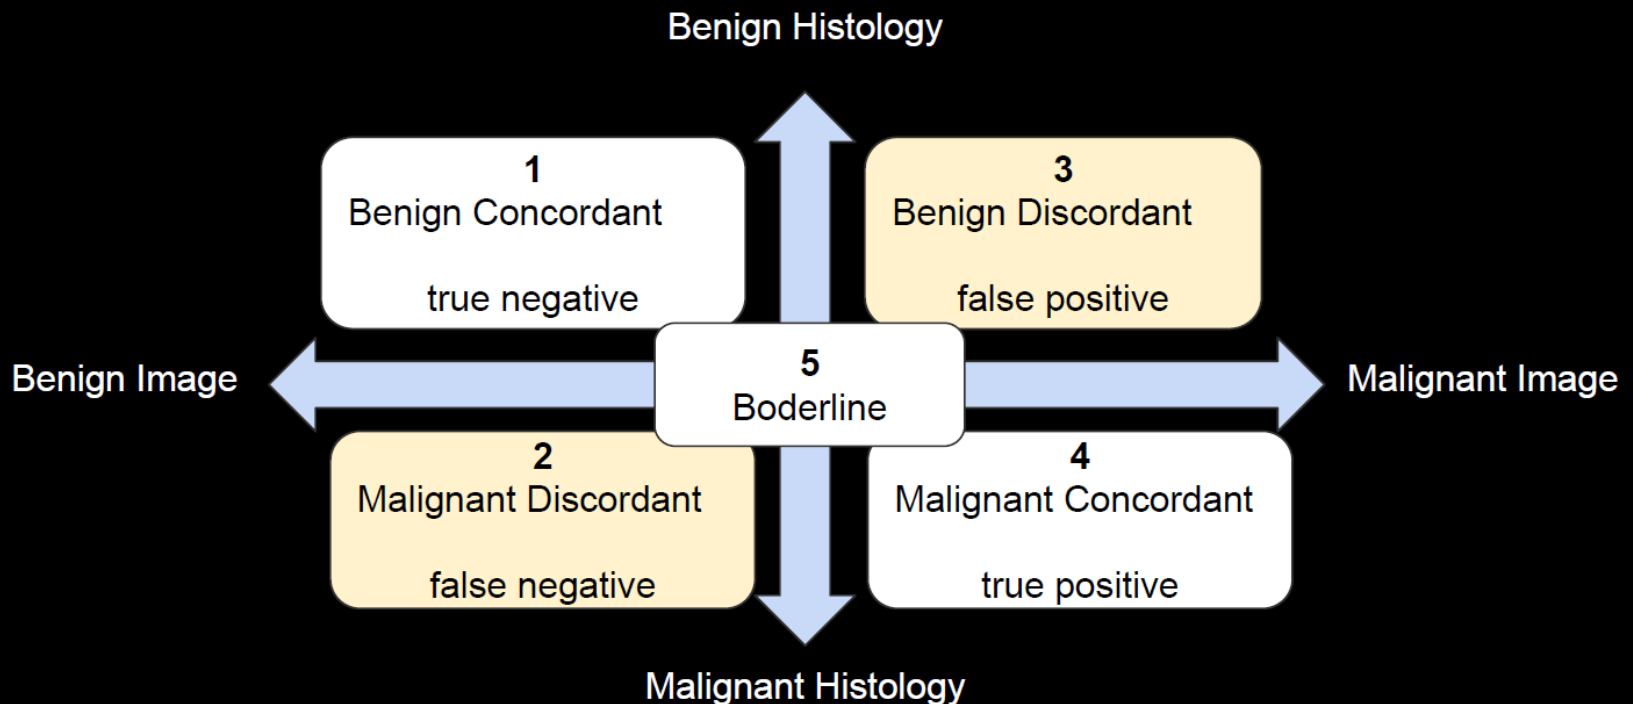 Benign Histology
1
Benign Concordant
true negative
3
Benign Discordant
false positive
Benign Image
5
Boderline
Malignant Image
2
Malignant Discordant
false negative
4
Malignant Concordant
true positive
Malignant Histology